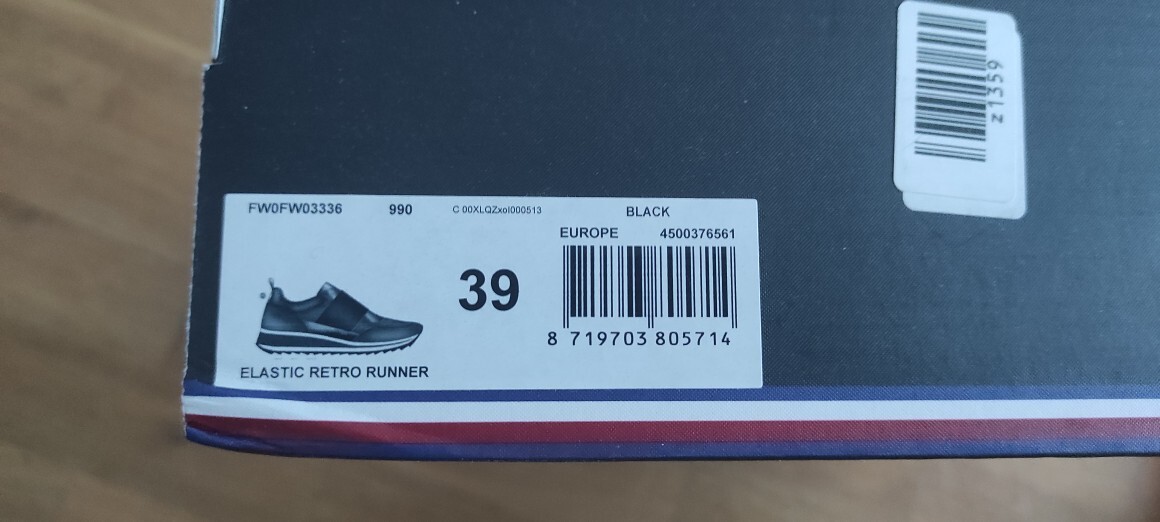 z1359
FW0FW03336 990 C 00XLQZxol000513 BLACK
EUROPE 4500376561
39
8 719703 805714
ELASTIC RETRO RUNNER